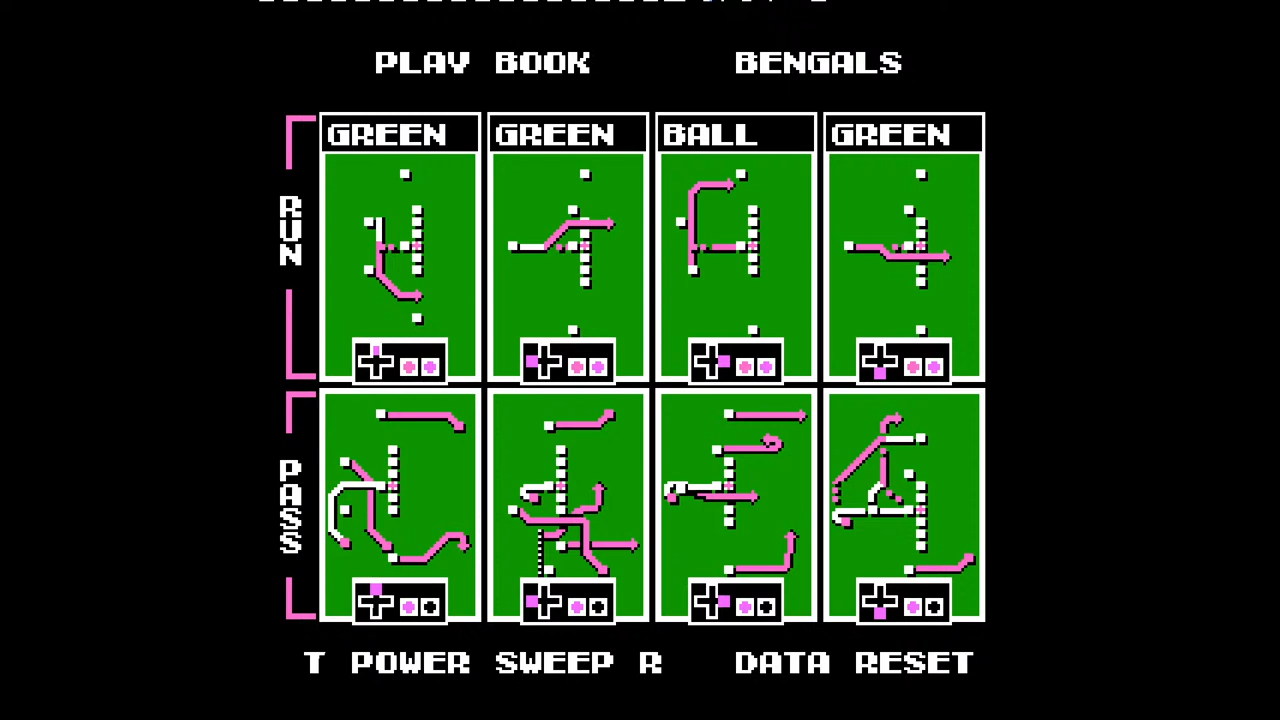 PLAY BOOK BENGALS
GREEN GREEN BALL GREEN
RUN
PASS
T POWER SWEEP R DATA RESET